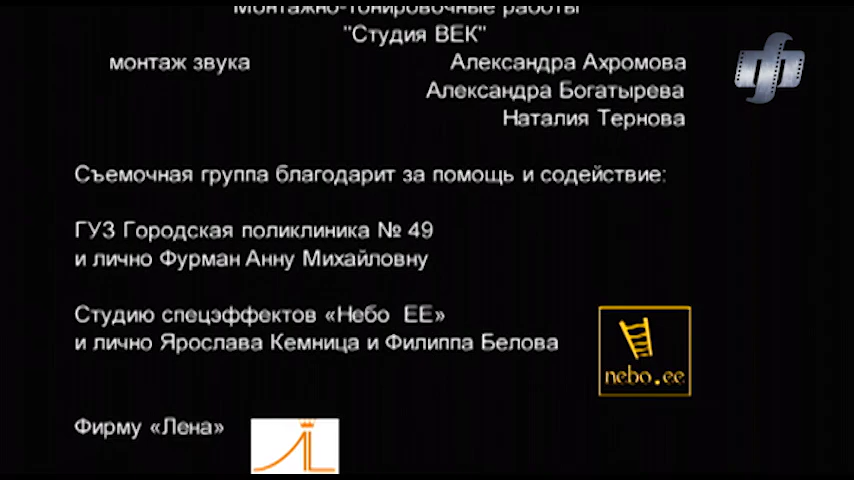 Монтажно-тонировочные работы
"Студия ВЕК"
монтаж звука Александра Ахромова
Александра Богатырева
Наталия Тернова
Съемочная группа благодарит за помощь и содействие:
ГУЗ Городская поликлиника № 49
и лично Фурман Анну Михайловну
Студию спецэффектов «Небо ЕЕ»
и лично Ярослава Кемница и Филиппа Белова
nebo.ee
Фирму «Лена»